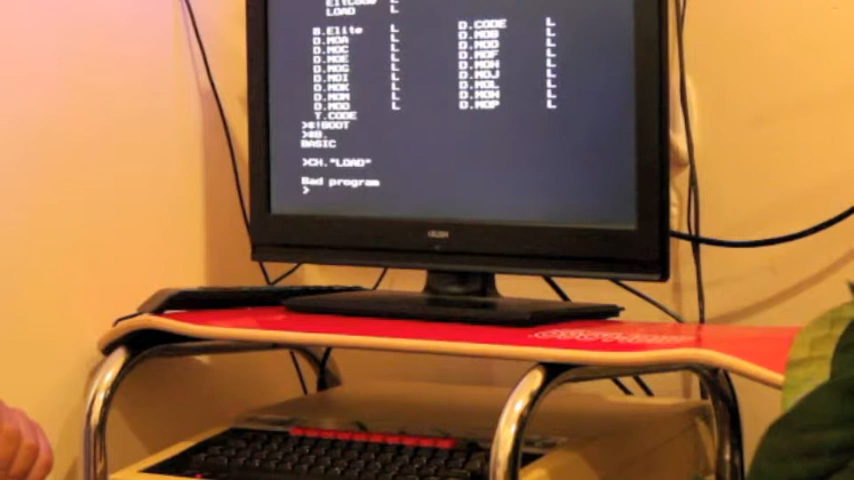 LOAD L
D.CODE L
B.Elite L D.MOB L
D.MOA L D.MOD L
D.MOC L D.MOF L
D.MOE L D.MOH L
D.MOG L D.MOJ L
D.MOI L D.MOL L
D.MOK L D.MON L
D.MOM L D.MOP L
D.MOO L
T.CODE
>*!BOOT
>*B.
BASIC
>CH."LOAD"
Bad program
>